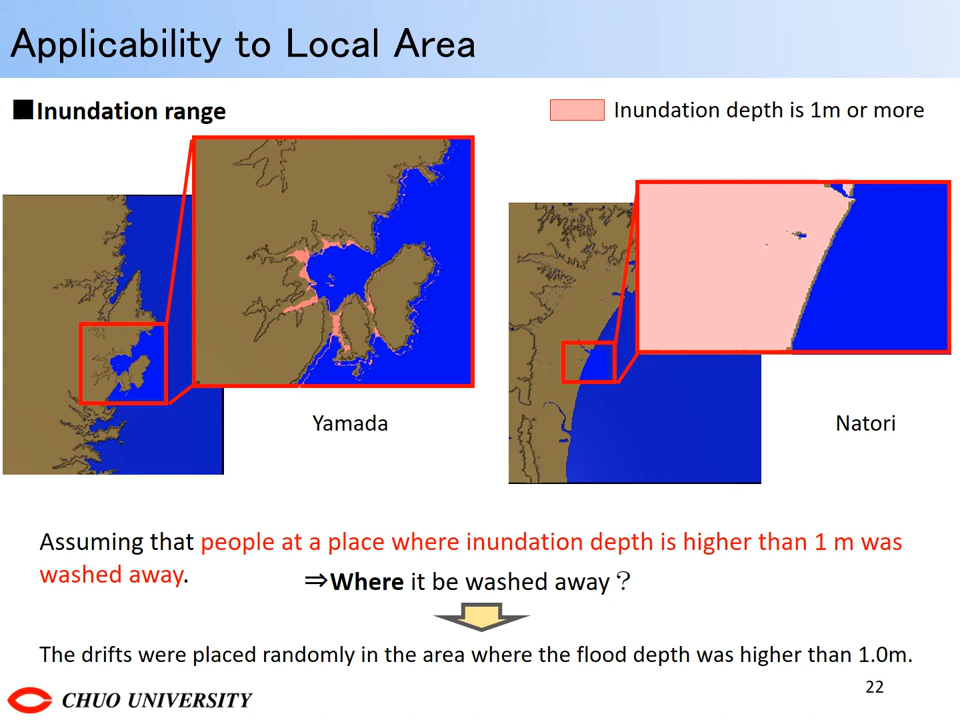 Applicability to Local Area
■Inundation range
Inundation depth is 1m or more
Yamada
Natori
Assuming that people at a place where inundation depth is higher than 1 m was
washed away.
⇒Where it be washed away？
The drifts were placed randomly in the area where the flood depth was higher than 1.0m.
22
CHUO UNIVERSITY